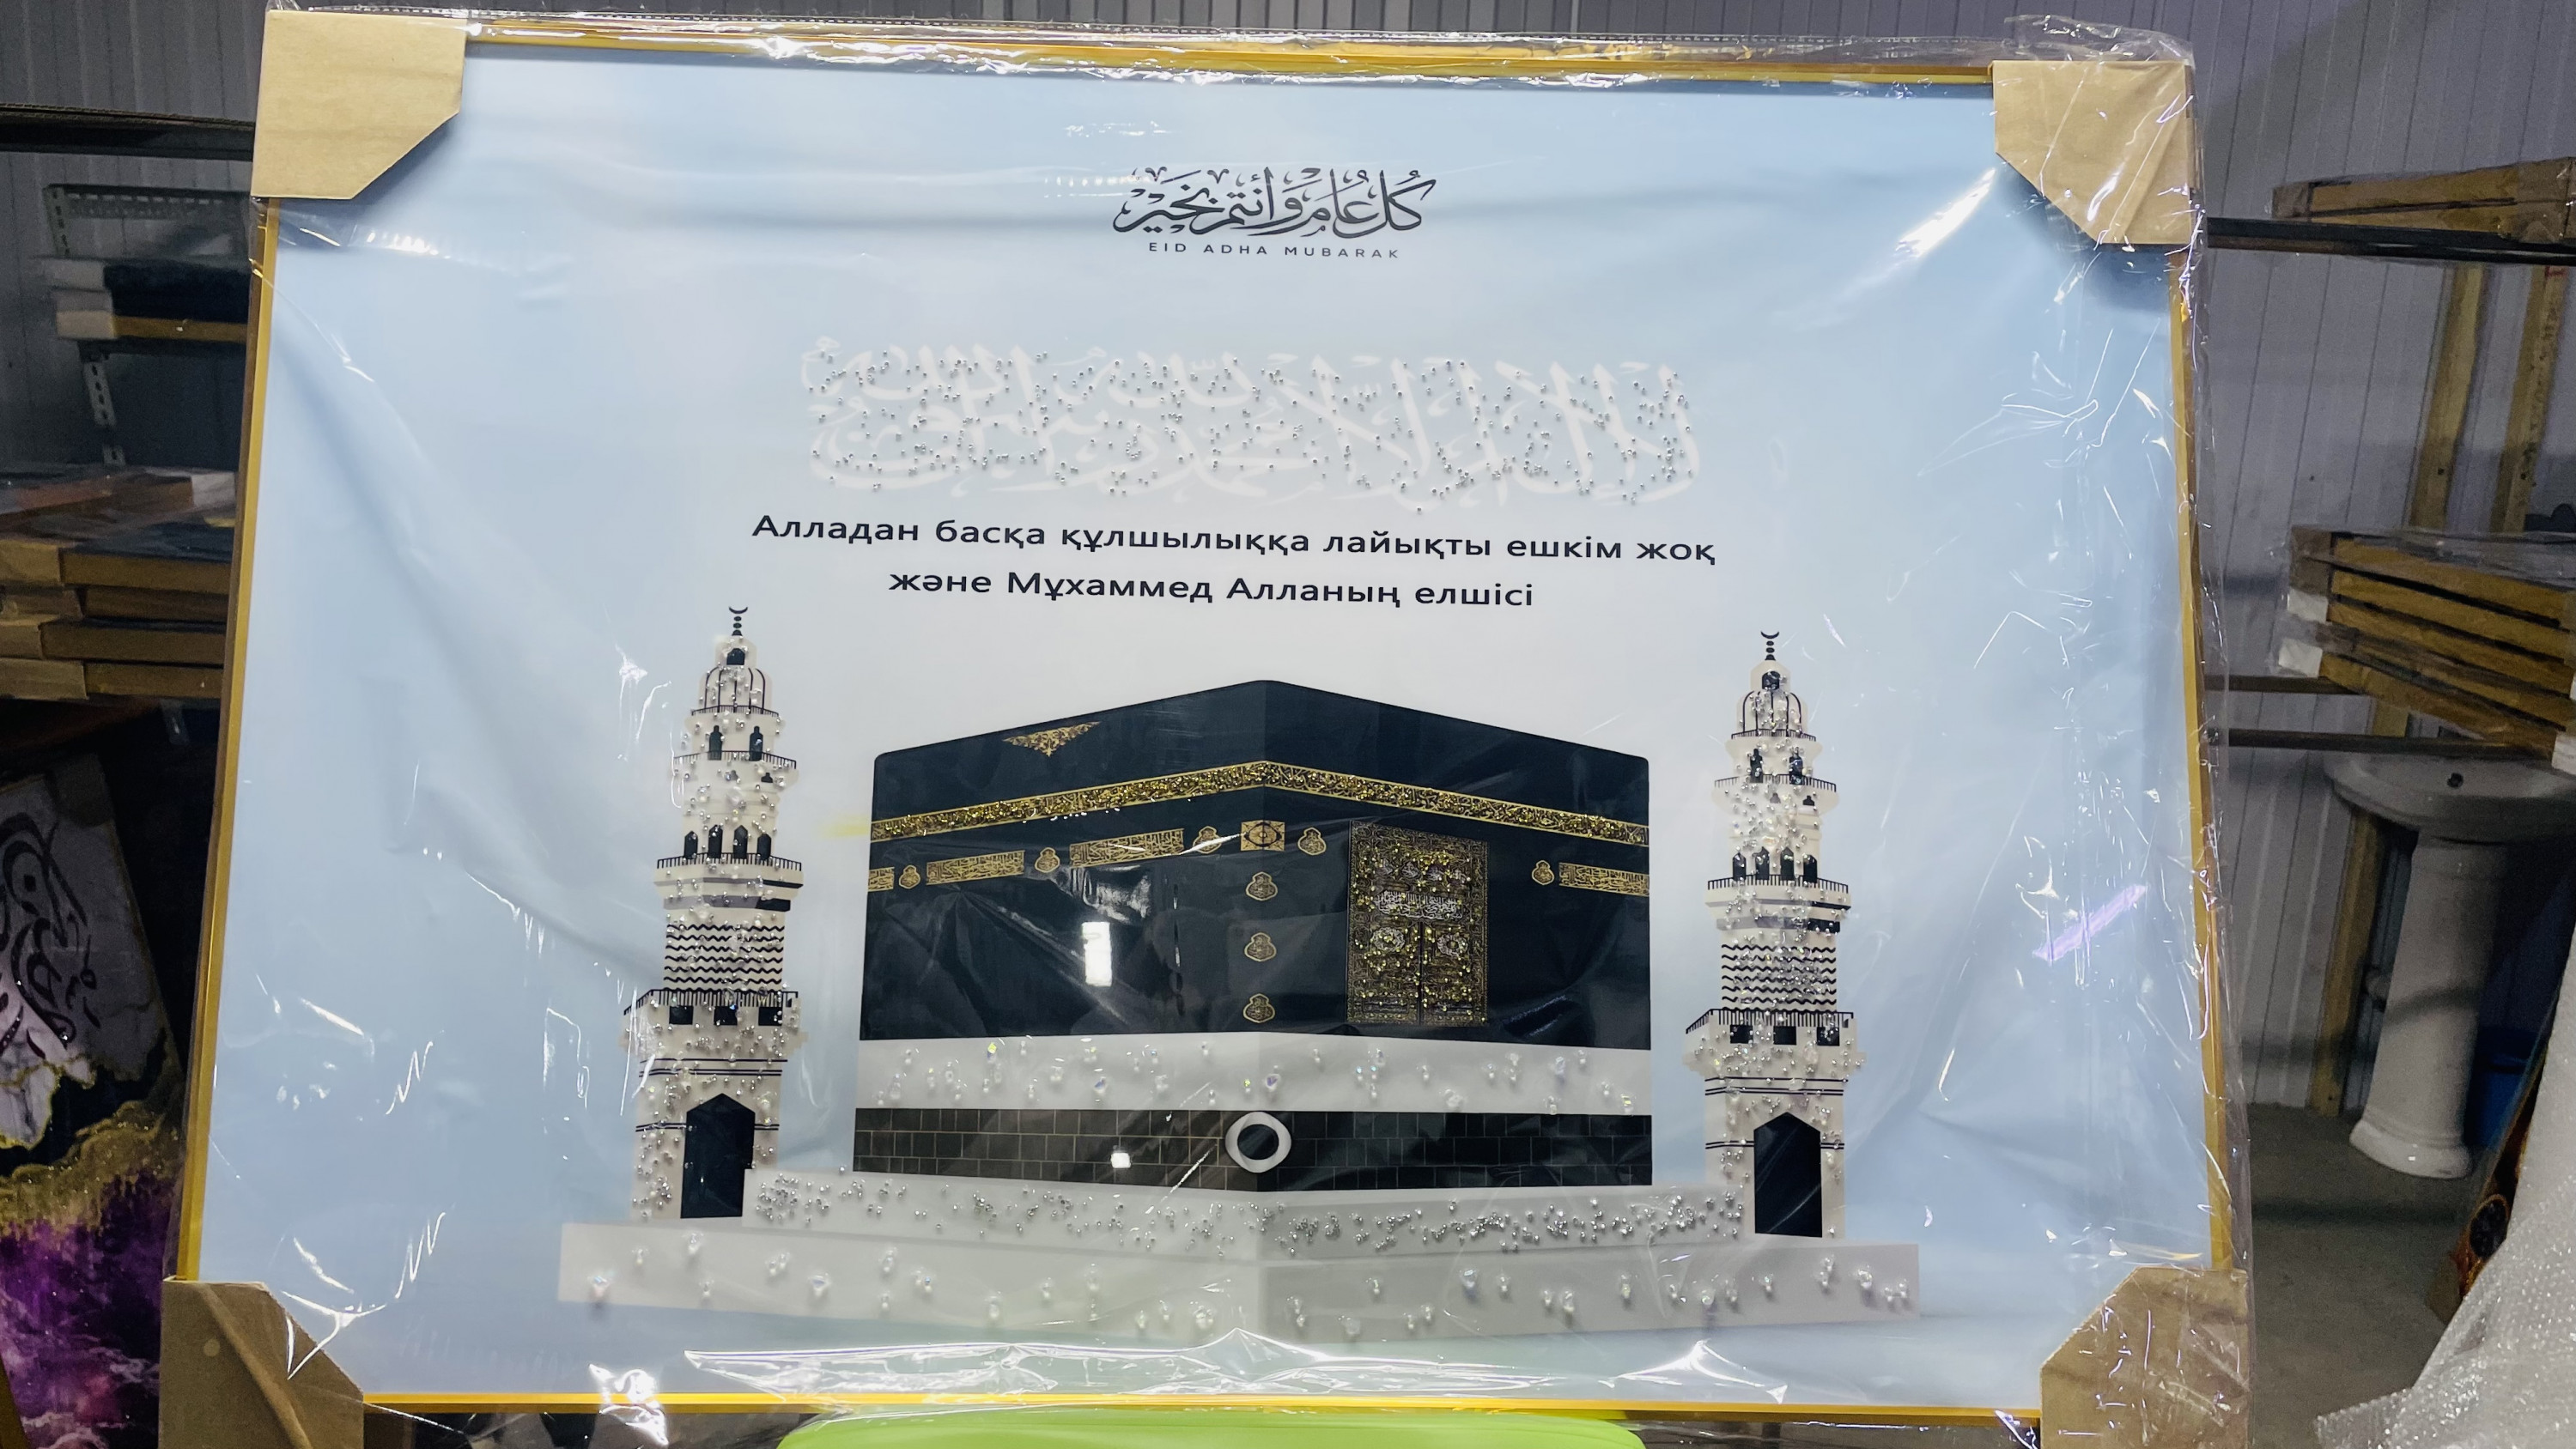 كل عام وأنتم بخير
EID ADHA MUBARAK
لا إله إلا الله محمد رسول الله
Алладан басқа құлшылыққа лайықты ешкім жоқ
және Мұхаммед Алланың елшісі